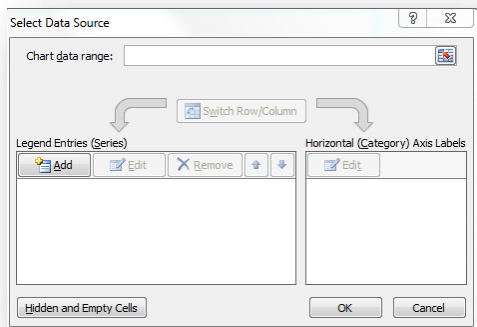 Select Data Source
?
Chart data range:
Switch Row/Column
Legend Entries (Series)
Horizontal (Category) Axis Labels
Add
Edit
Remove
Edit
Hidden and Empty Cells
OK
Cancel